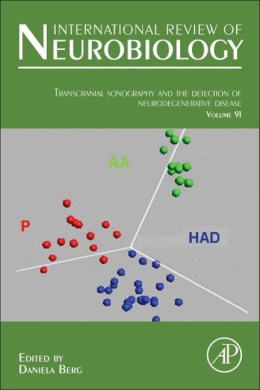 INTERNATIONAL REVIEW OF
NEUROBIOLOGY
TRANSCRANIAL SONOGRAPHY AND THE DETECTION OF
NEURODEGENERATIVE DISEASE
VOLUME 91
AA
P
HAD
EDITED BY
DANIELA BERG
AP